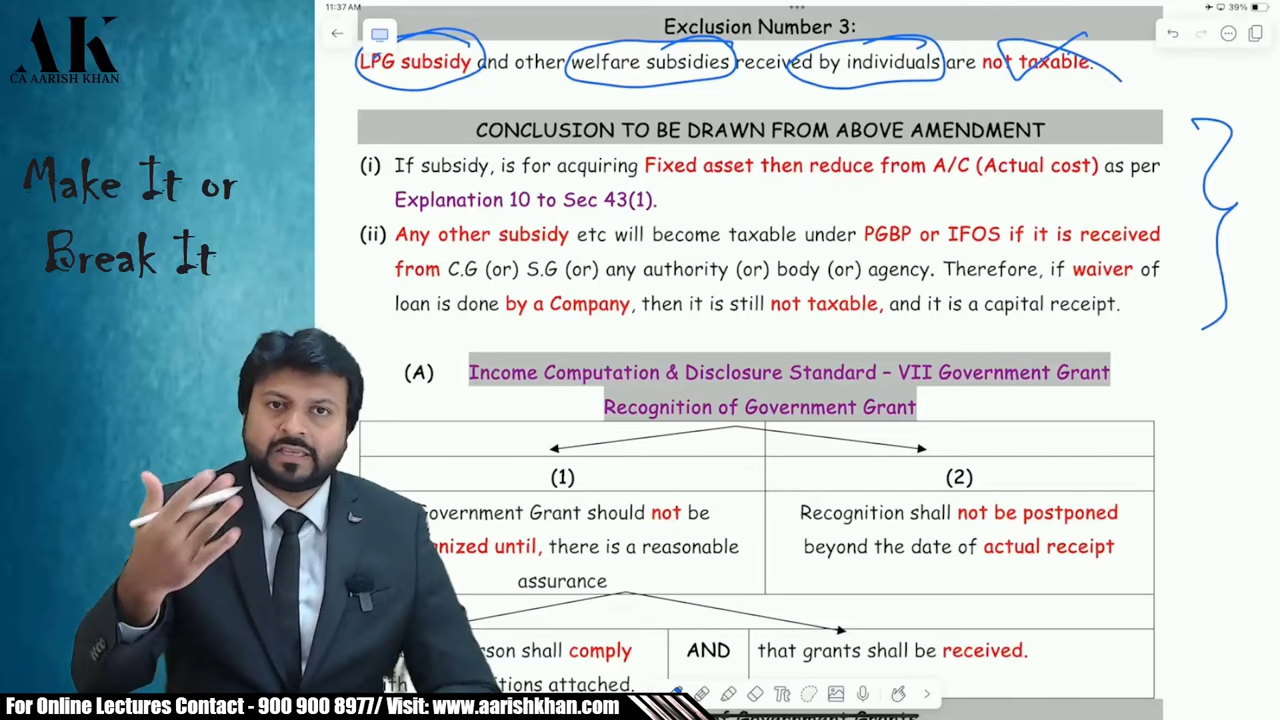 11:37 AM
39%
AK
CA AARISH KHAN
Make It or
Break It
Exclusion Number 3:
LPG subsidy and other welfare subsidies received by individuals are not taxable.
CONCLUSION TO BE DRAWN FROM ABOVE AMENDMENT
(i) If subsidy, is for acquiring Fixed asset then reduce from A/C (Actual cost) as per
Explanation 10 to Sec 43(1).
(ii) Any other subsidy etc will become taxable under PGBP or IFOS if it is received
from C.G (or) S.G (or) any authority (or) body (or) agency. Therefore, if waiver of
loan is done by a Company, then it is still not taxable, and it is a capital receipt.
(A) Income Computation & Disclosure Standard – VII Government Grant
Recognition of Government Grant
(1) (2)
Government Grant should not be
until, there is a reasonable
assurance
Recognition shall not be postponed
beyond the date of actual receipt
shall comply AND that grants shall be received.
attached.
Tt
For Online Lectures Contact - 900 900 8977/ Visit: www.aarishkhan.com